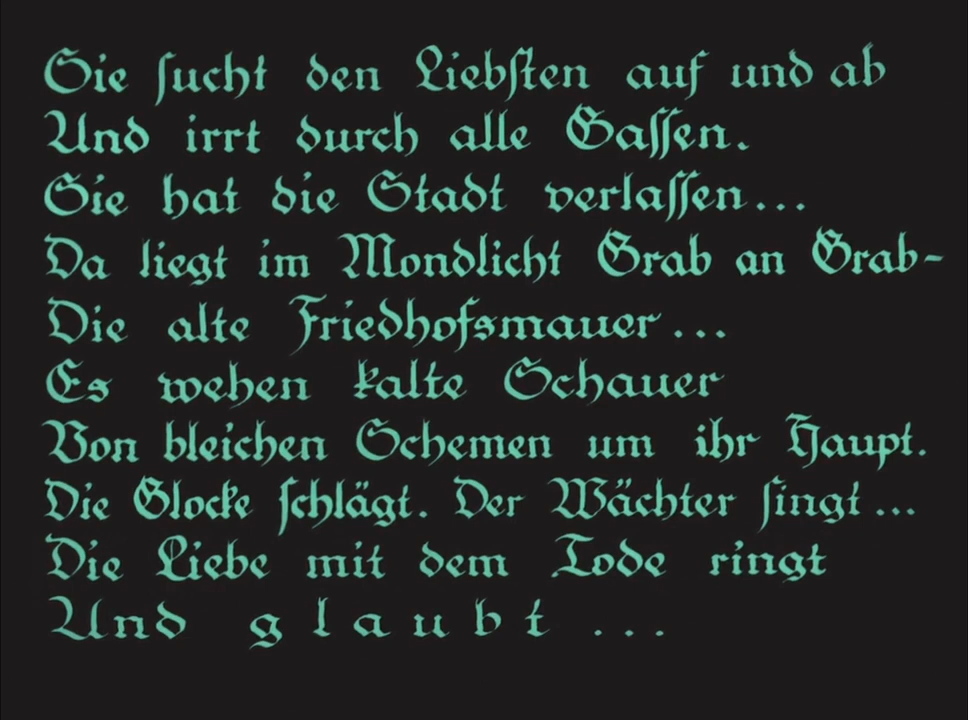 Sie ſucht den Liebſten auf und ab
Und irrt durch alle Gaſſen.
Sie hat die Stadt verlaſſen...
Da liegt im Mondlicht Grab an Grab-
Die alte Friedhofsmauer...
Es wehen kalte Schauer
Von bleichen Schemen um ihr Haupt.
Die Glocke ſchlägt. Der Wächter ſingt...
Die Liebe mit dem Tode ringt
Und glaubt...